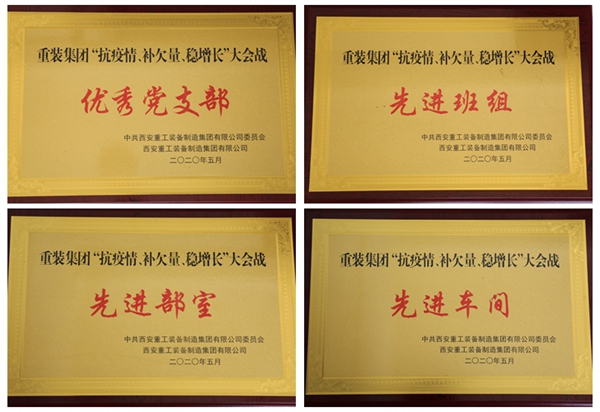 重装集团“抗疫情、补欠量、稳增长”大会战
优秀党支部
中共西安重工装备制造集团有限公司委员会
西安重工装备制造集团有限公司
二〇二〇年五月
重装集团“抗疫情、补欠量、稳增长”大会战
先进班组
中共西安重工装备制造集团有限公司委员会
西安重工装备制造集团有限公司
二〇二〇年五月
重装集团“抗疫情、补欠量、稳增长”大会战
先进部室
中共西安重工装备制造集团有限公司委员会
西安重工装备制造集团有限公司
二〇二〇年五月
重装集团“抗疫情、补欠量、稳增长”大会战
先进车间
中共西安重工装备制造集团有限公司委员会
西安重工装备制造集团有限公司
二〇二〇年五月